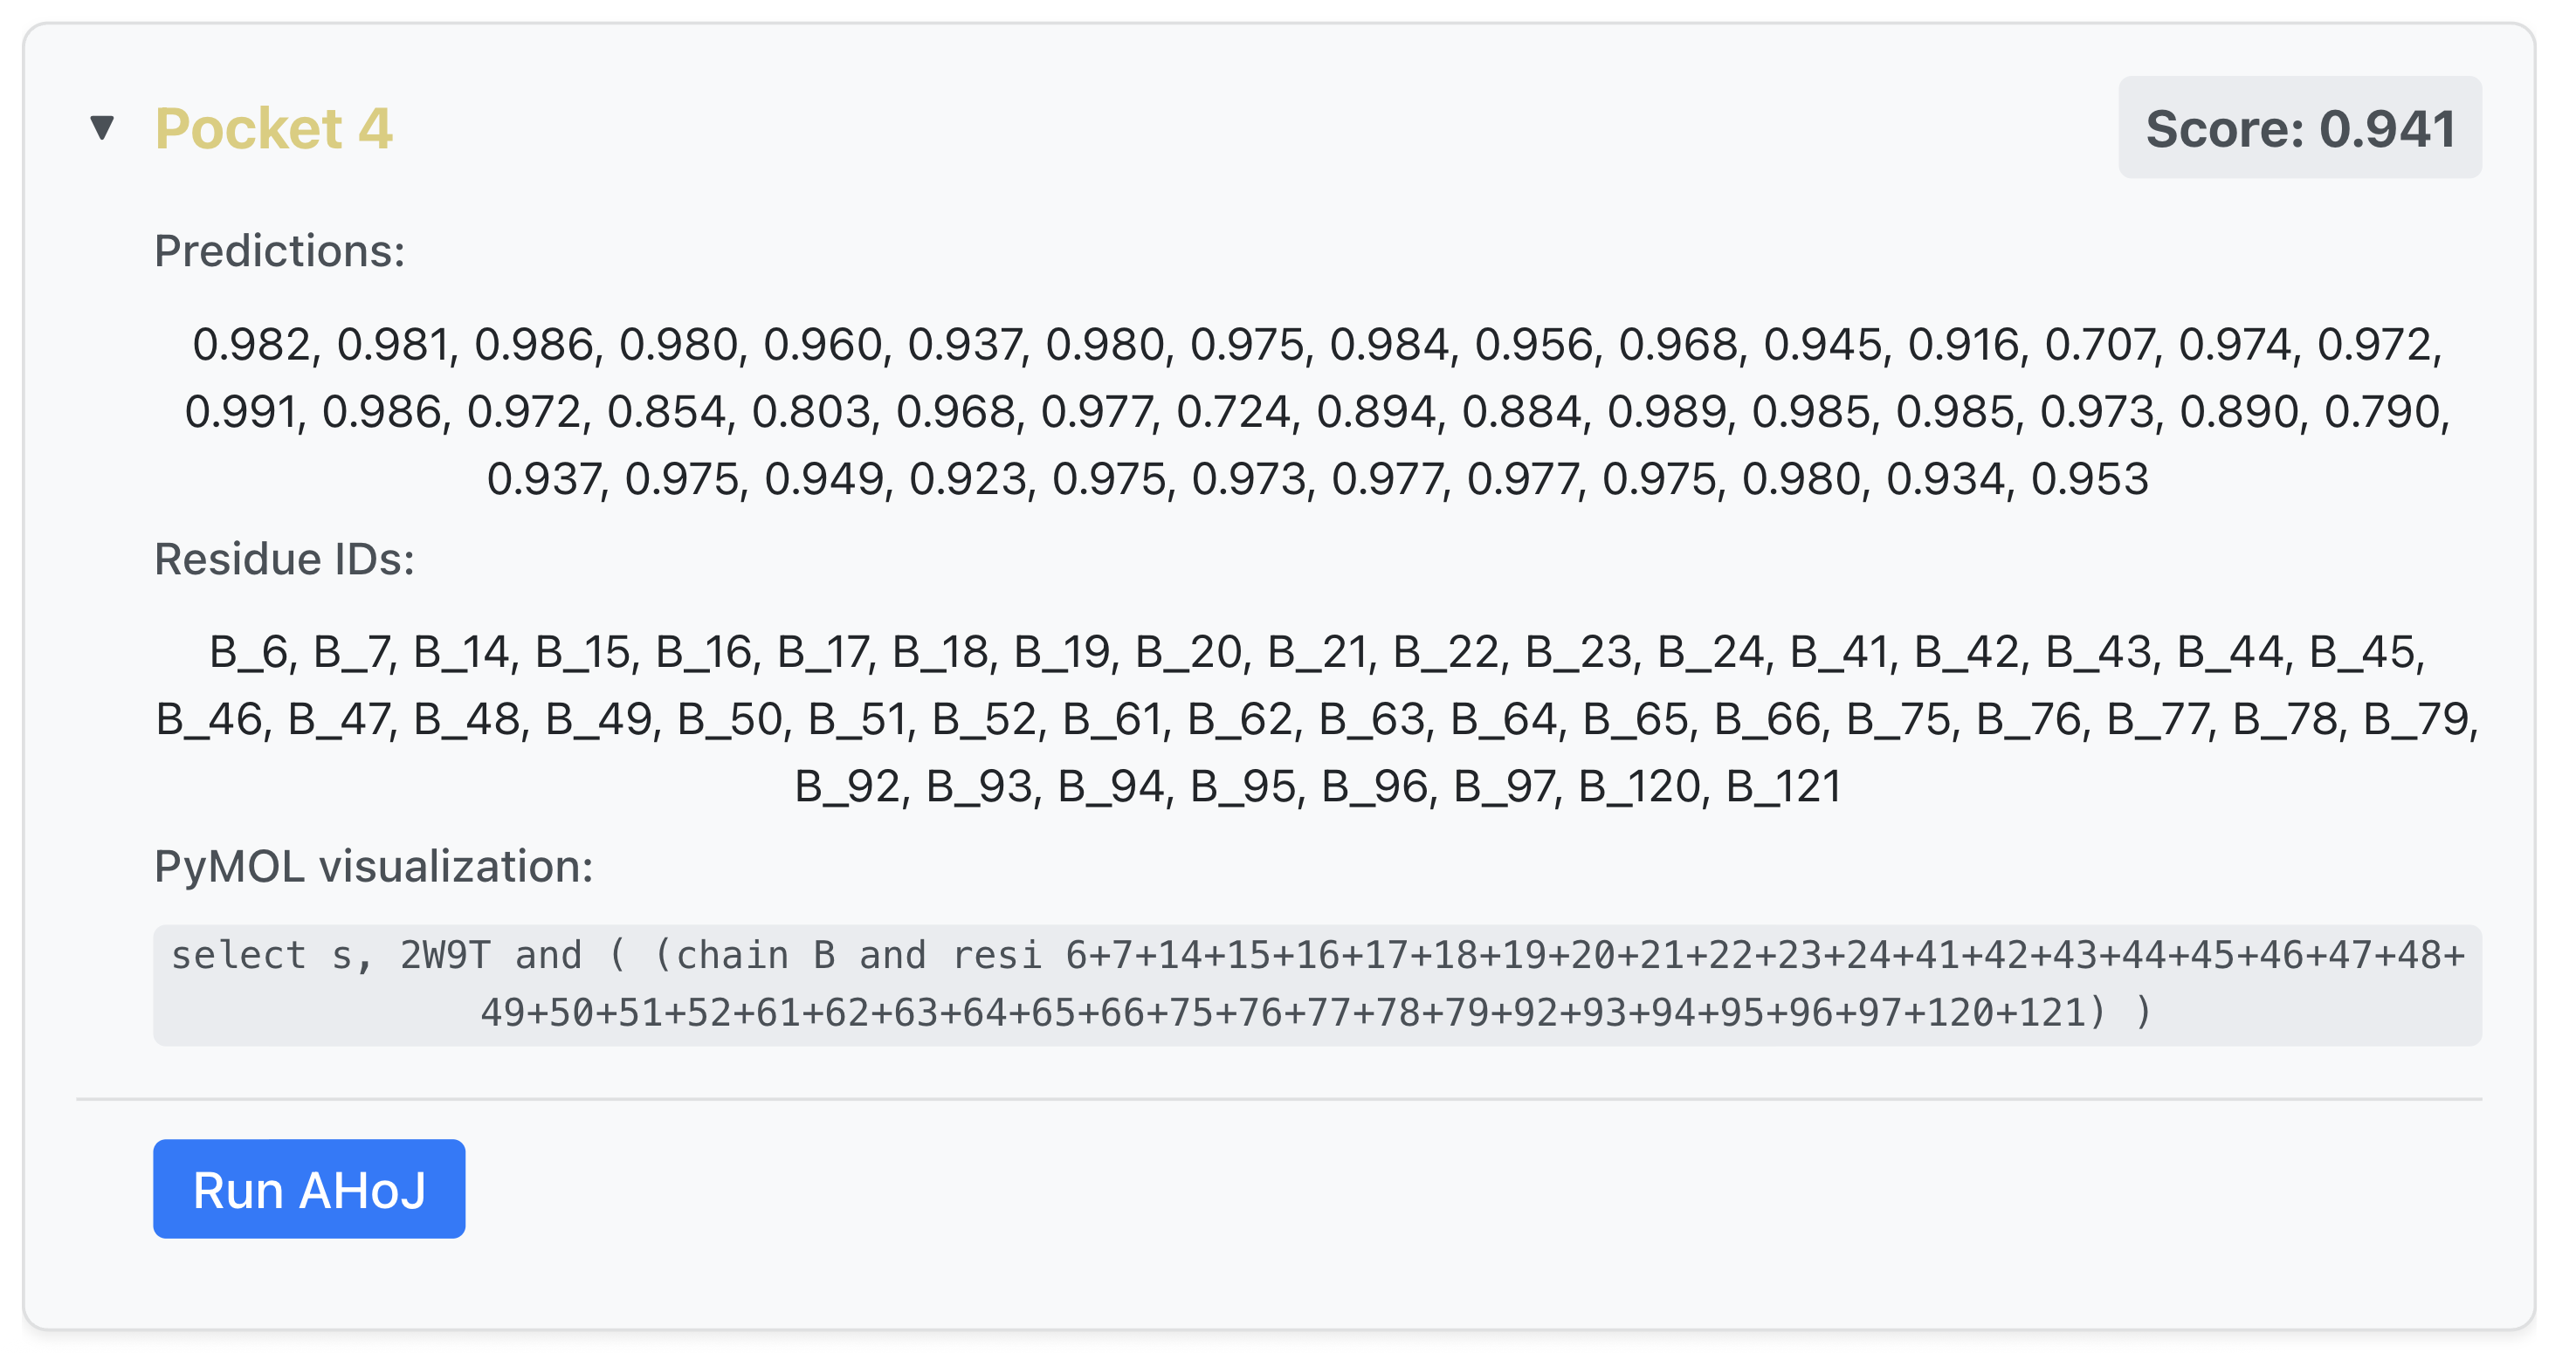 Pocket 4
Score: 0.941
Predictions:
0.982, 0.981, 0.986, 0.980, 0.960, 0.937, 0.980, 0.975, 0.984, 0.956, 0.968, 0.945, 0.916, 0.707, 0.974, 0.972,
0.991, 0.986, 0.972, 0.854, 0.803, 0.968, 0.977, 0.724, 0.894, 0.884, 0.989, 0.985, 0.985, 0.973, 0.890, 0.790,
0.937, 0.975, 0.949, 0.923, 0.975, 0.973, 0.977, 0.977, 0.975, 0.980, 0.934, 0.953
Residue IDs:
B_6, B_7, B_14, B_15, B_16, B_17, B_18, B_19, B_20, B_21, B_22, B_23, B_24, B_41, B_42, B_43, B_44, B_45,
B_46, B_47, B_48, B_49, B_50, B_51, B_52, B_61, B_62, B_63, B_64, B_65, B_66, B_75, B_76, B_77, B_78, B_79,
B_92, B_93, B_94, B_95, B_96, B_97, B_120, B_121
PyMOL visualization:
select s, 2W9T and ( (chain B and resi 6+7+14+15+16+17+18+19+20+21+22+23+24+41+42+43+44+45+46+47+48+
49+50+51+52+61+62+63+64+65+66+75+76+77+78+79+92+93+94+95+96+97+120+121) )
Run AHoJ